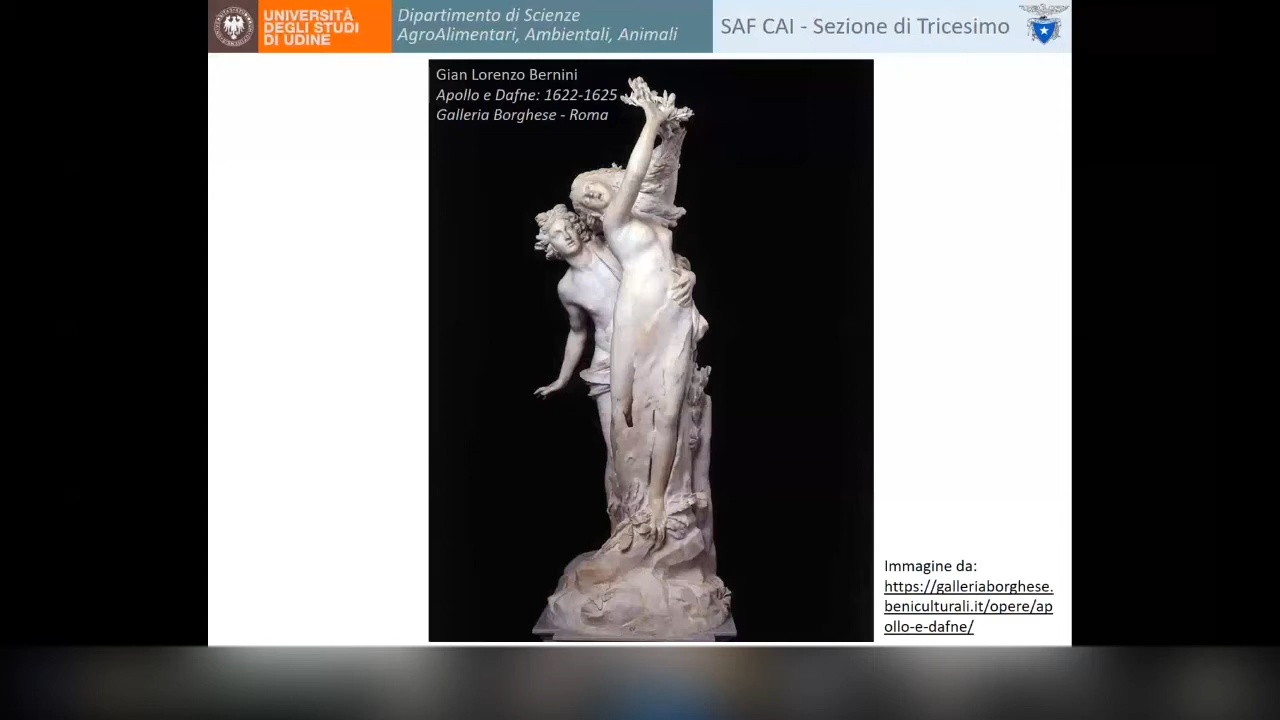 UNIVERSITÀ
DEGLI STUDI
DI UDINE
Dipartimento di Scienze
AgroAlimentari, Ambientali, Animali
SAF CAI - Sezione di Tricesimo
Gian Lorenzo Bernini
Apollo e Dafne: 1622-1625
Galleria Borghese - Roma
Immagine da:
https://galleriaborghese.
beniculturali.it/opere/ap
ollo-e-dafne/